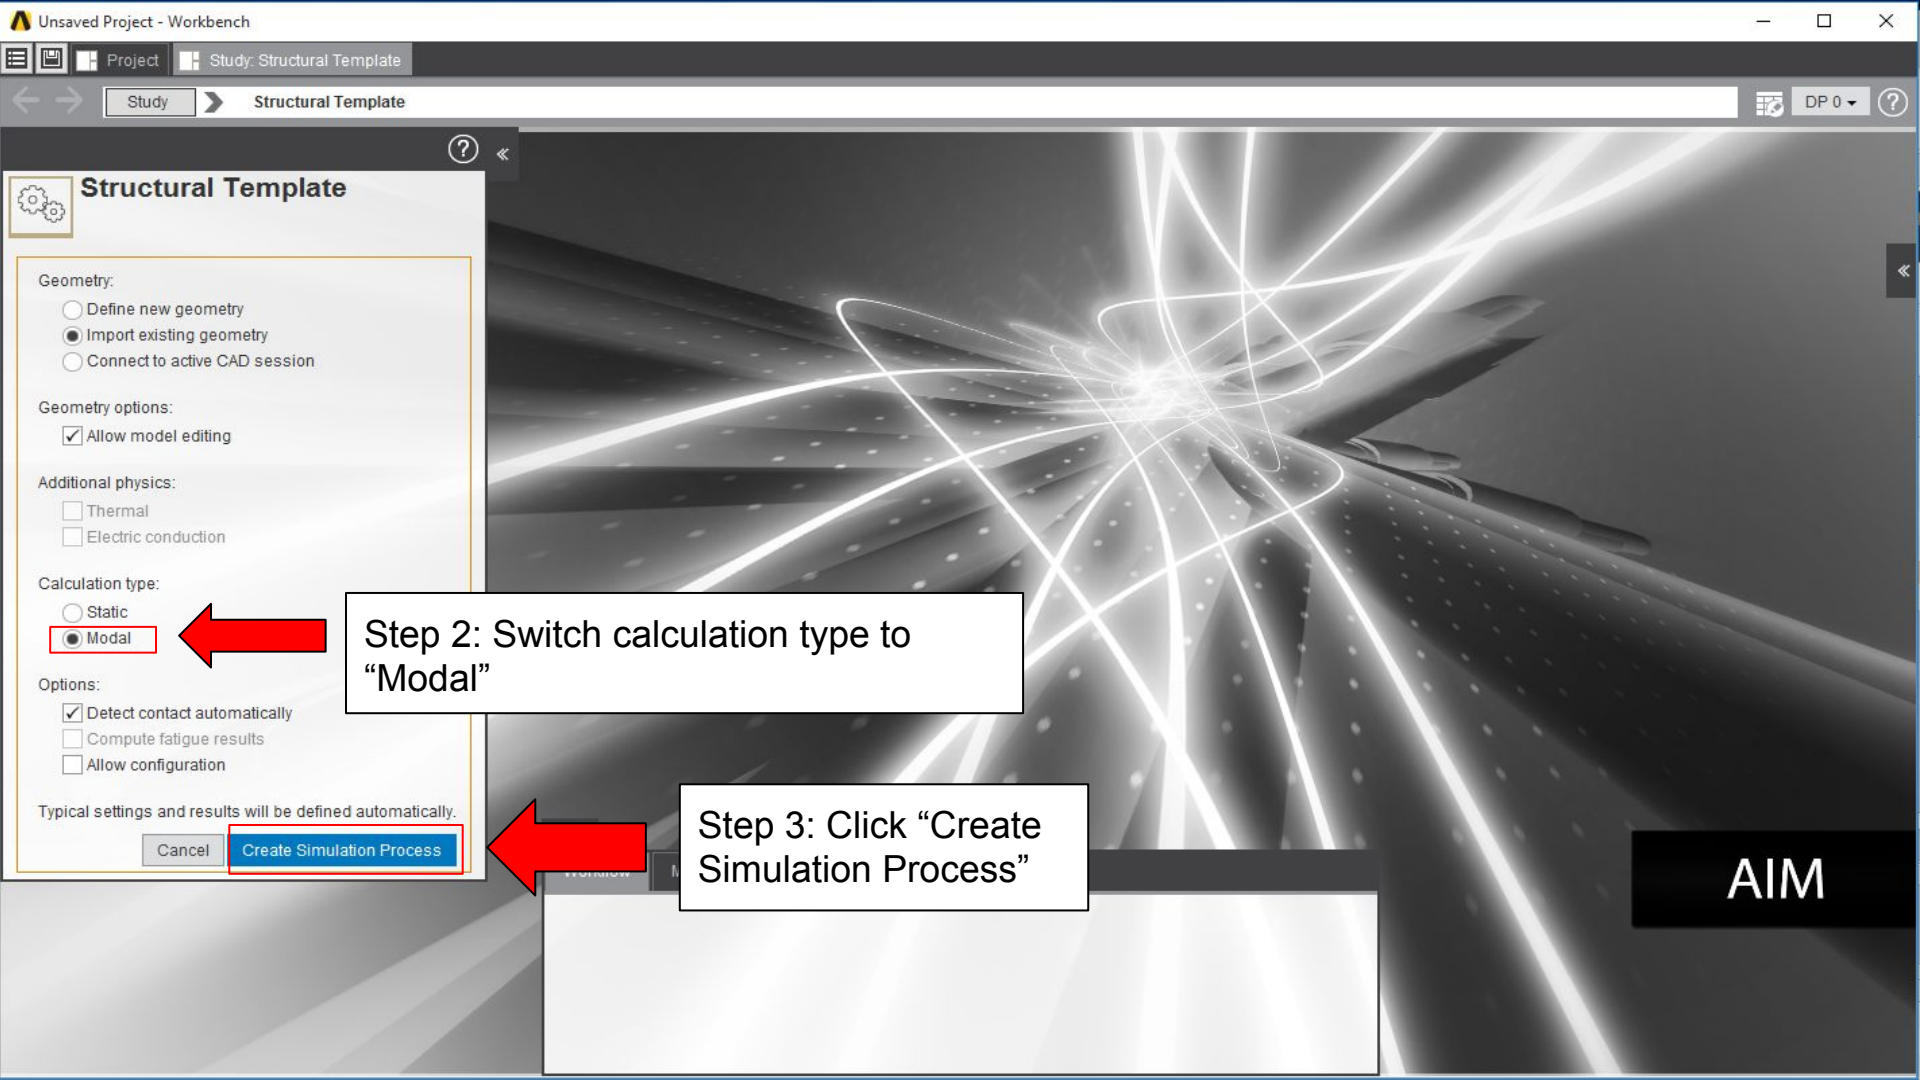 Unsaved Project - Workbench
Project
Study: Structural Template
Study
Structural Template
DP 0
Structural Template
Geometry:
Define new geometry
Import existing geometry
Connect to active CAD session
Geometry options:
Allow model editing
Additional physics:
Thermal
Electric conduction
Calculation type:
Static
Modal
Step 2: Switch calculation type to
“Modal”
Options:
Detect contact automatically
Compute fatigue results
Allow configuration
Typical settings and results will be defined automatically.
Cancel
Create Simulation Process
Step 3: Click “Create
Simulation Process”
Workflow
AIM